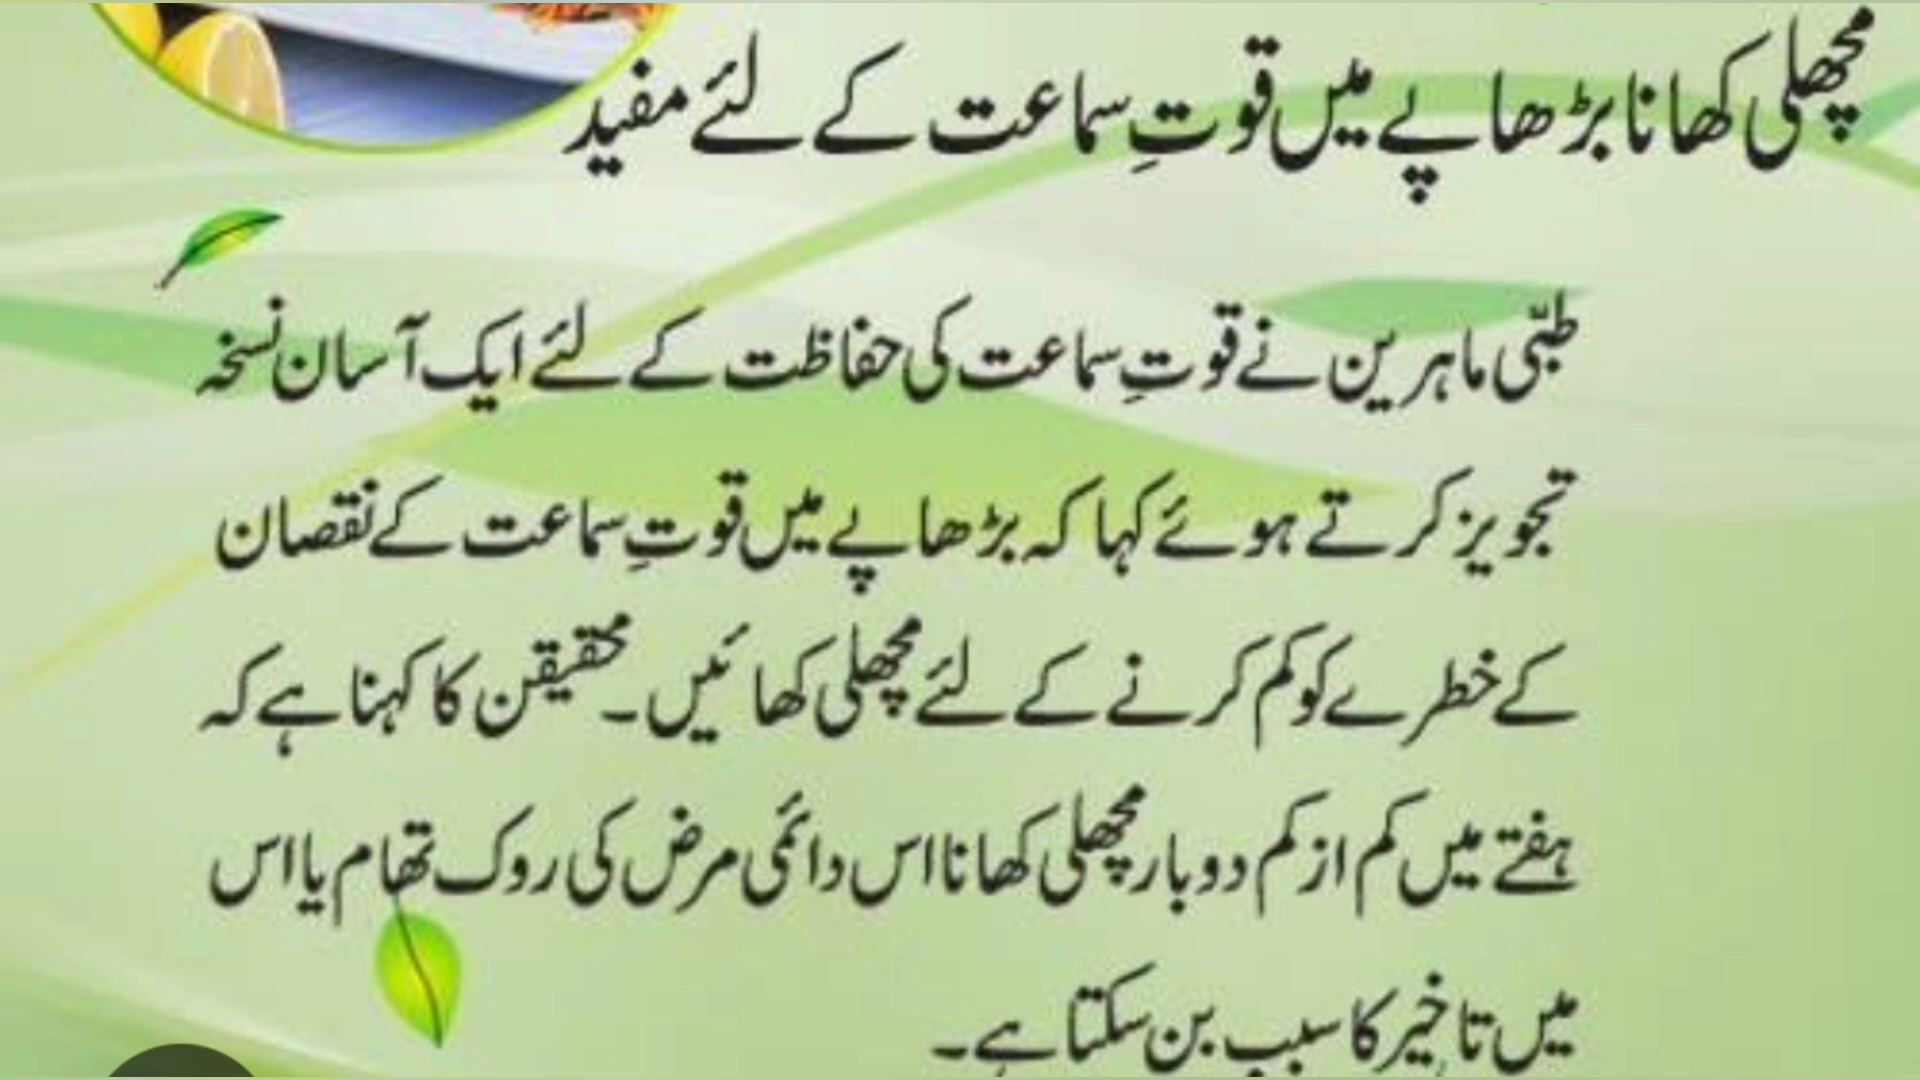 مچھلی کھانا بڑھاپے میں قوتِ سماعت کے لئے مفید
طبّی ماہرین نے قوتِ سماعت کی حفاظت کے لئے ایک آسان نسخہ
تجویز کرتے ہوئے کہا کہ بڑھاپے میں قوتِ سماعت کے نقصان
کے خطرے کو کم کرنے کے لئے مچھلی کھائیں۔ محقیقن کا کہنا ہے کہ
ہفتے میں کم از کم دو بار مچھلی کھانا اس دائمی مرض کی روک تھام یا اس
میں تاخیر کا سبب بن سکتا ہے۔